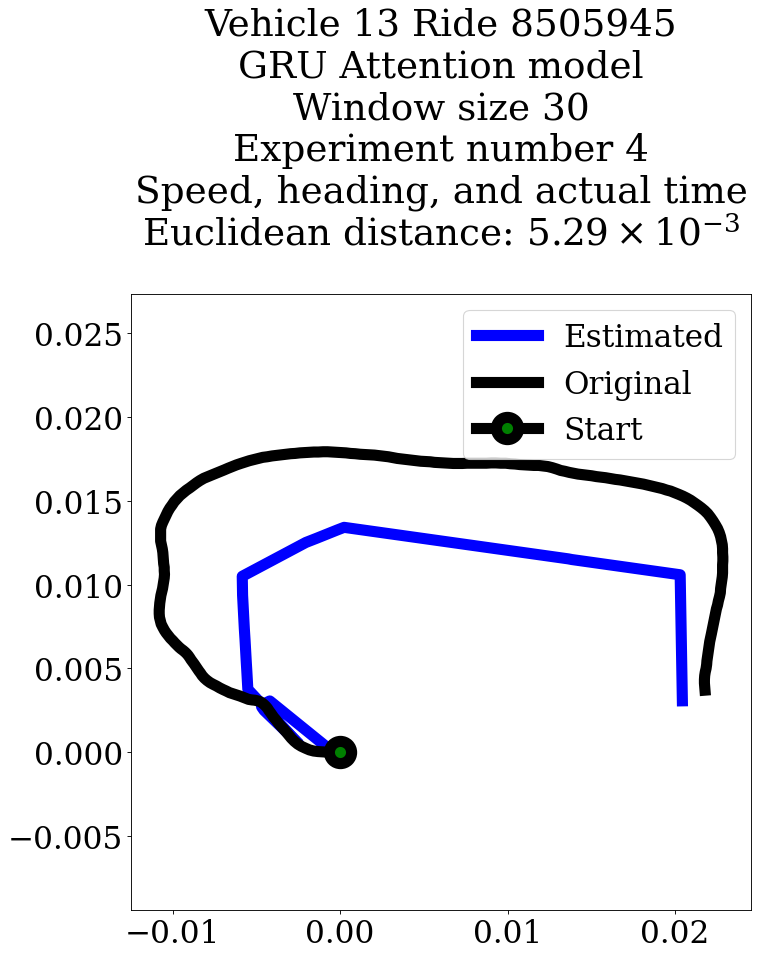 Vehicle 13 Ride 8505945
GRU Attention model
Window size 30
Experiment number 4
Speed, heading, and actual time
Euclidean distance: 5.29 × 10⁻³
Estimated
Original
Start
0.025
0.020
0.015
0.010
0.005
0.000
−0.005
−0.01 0.00 0.01 0.02